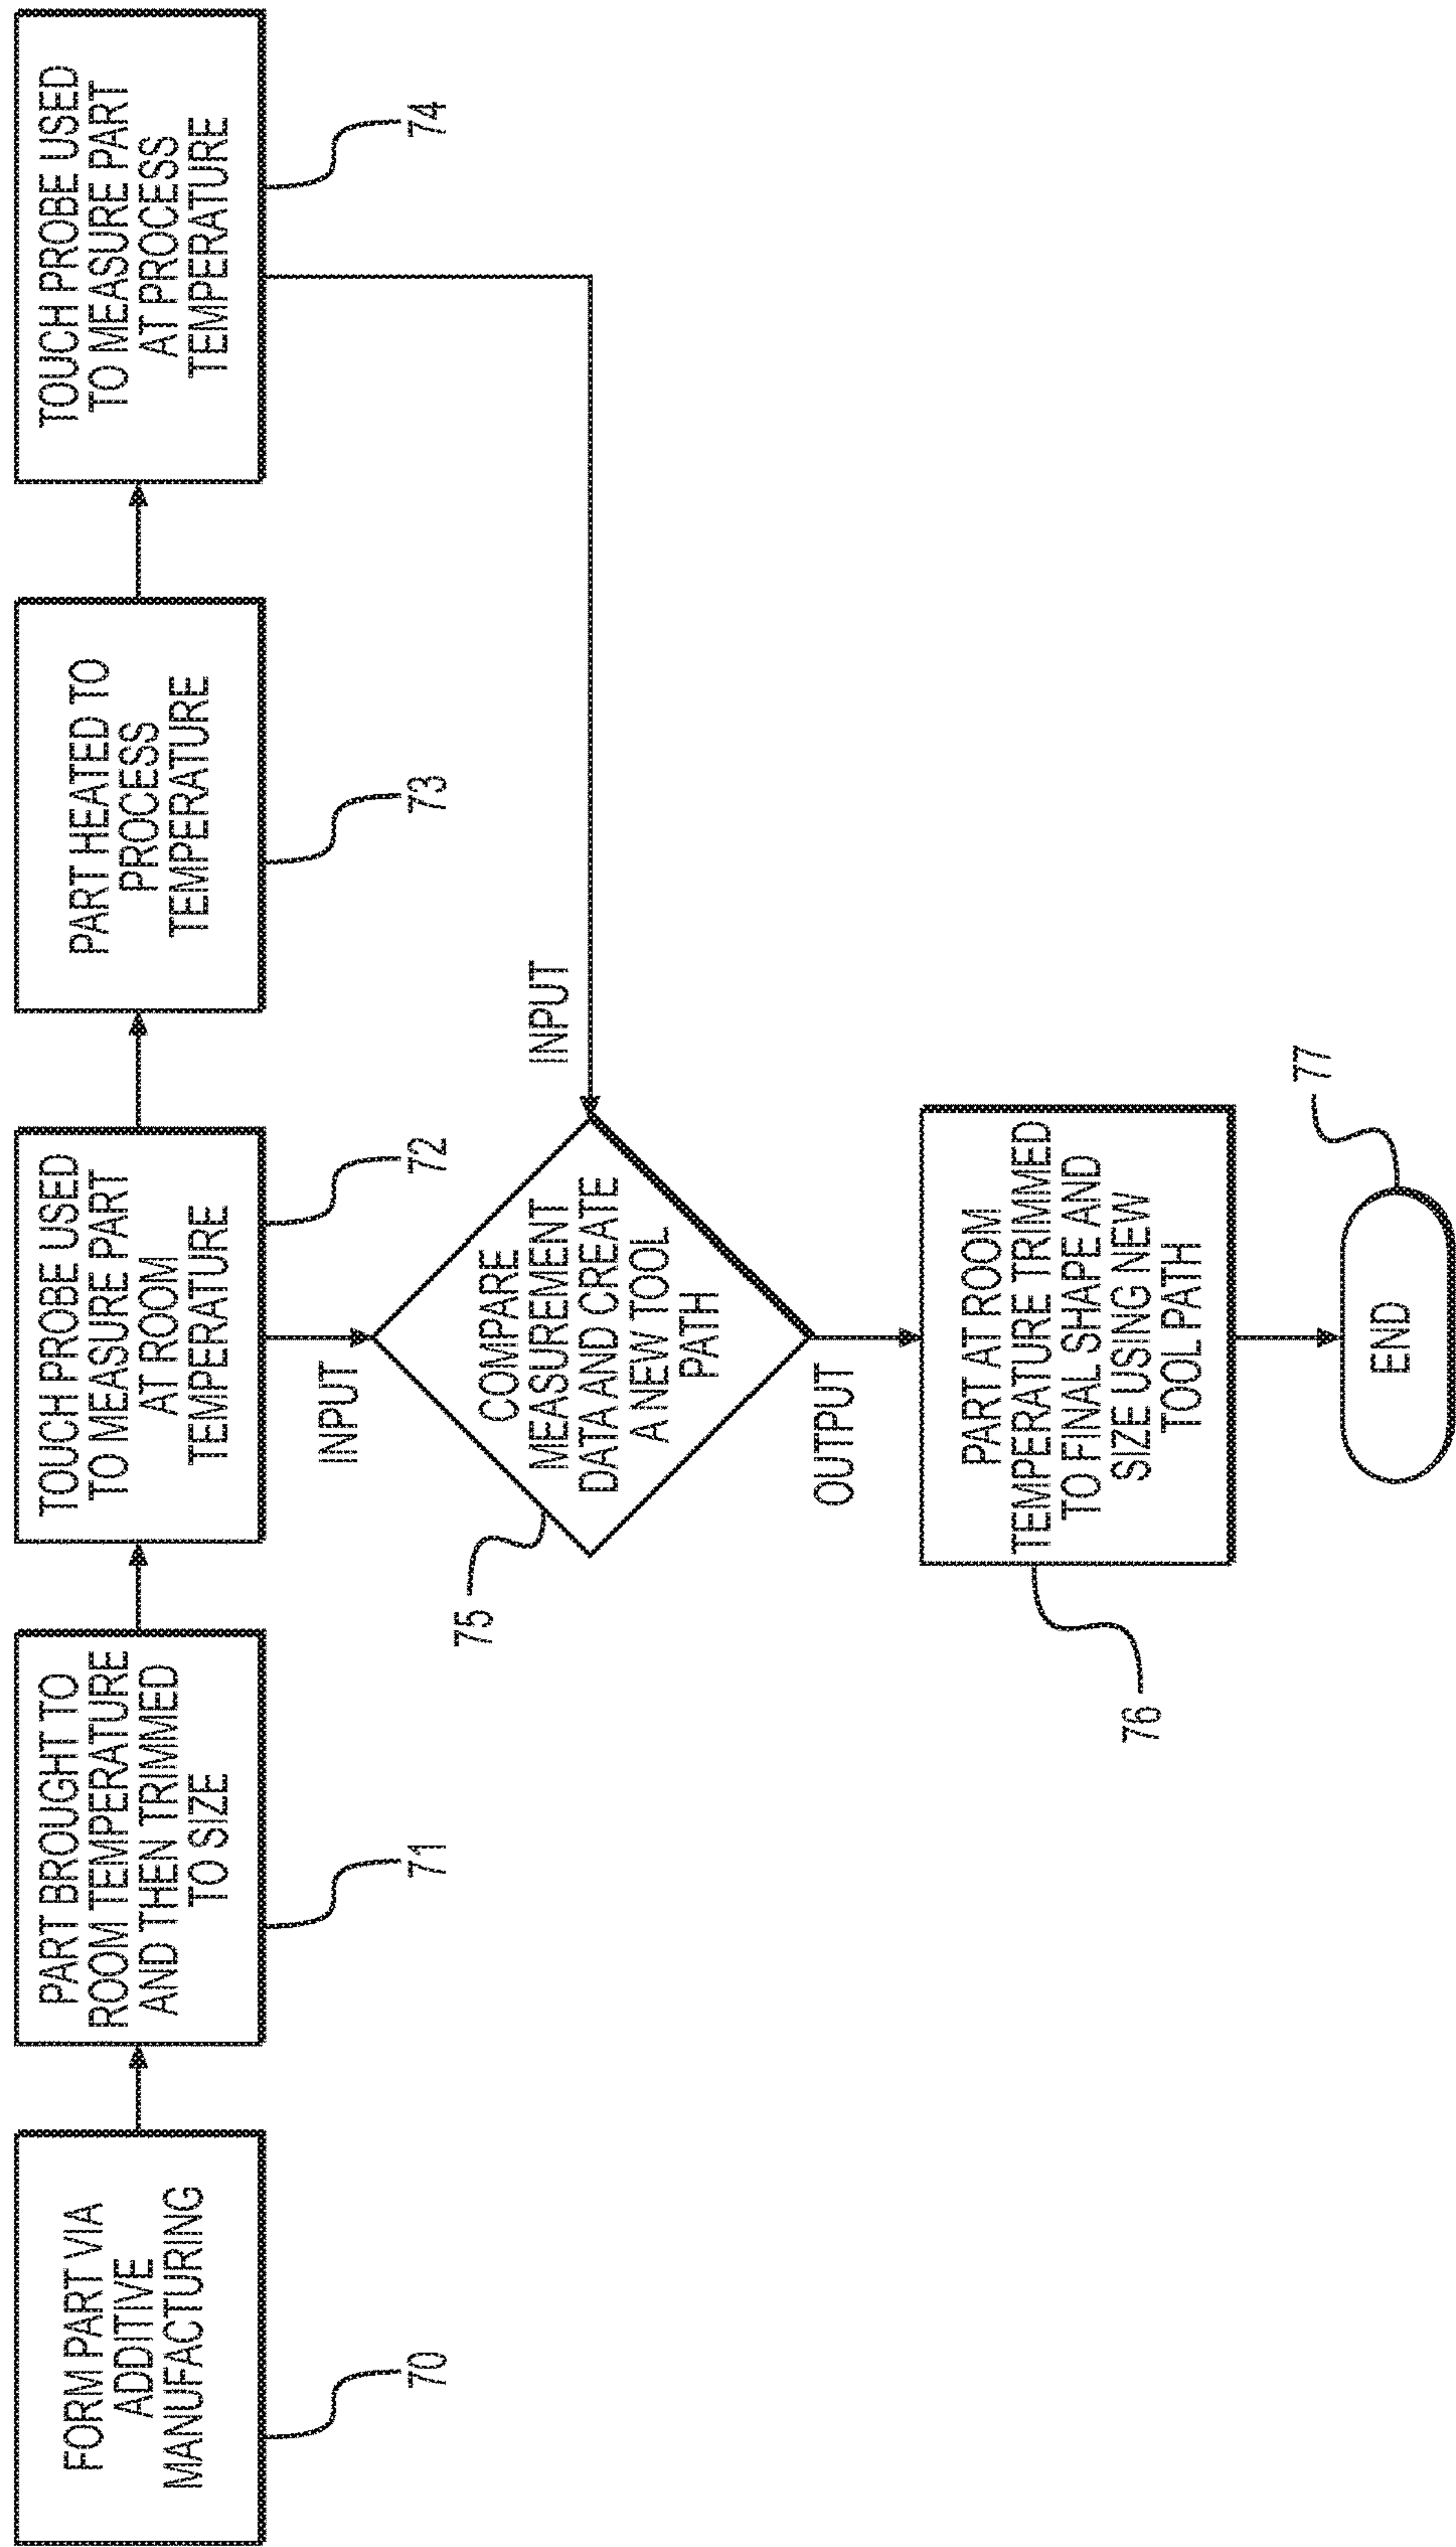 FORM PART VIA
ADDITIVE
MANUFACTURING
70
PART BROUGHT TO
ROOM TEMPERATURE
AND THEN TRIMMED
TO SIZE
71
TOUCH PROBE USED
TO MEASURE PART
AT ROOM
TEMPERATURE
72
PART HEATED TO
PROCESS
TEMPERATURE
73
TOUCH PROBE USED
TO MEASURE PART
AT PROCESS
TEMPERATURE
74
INPUT
INPUT
75
COMPARE
MEASUREMENT
DATA AND CREATE
A NEW TOOL
PATH
OUTPUT
76
PART AT ROOM
TEMPERATURE TRIMMED
TO FINAL SHAPE AND
SIZE USING NEW
TOOL PATH
77
END